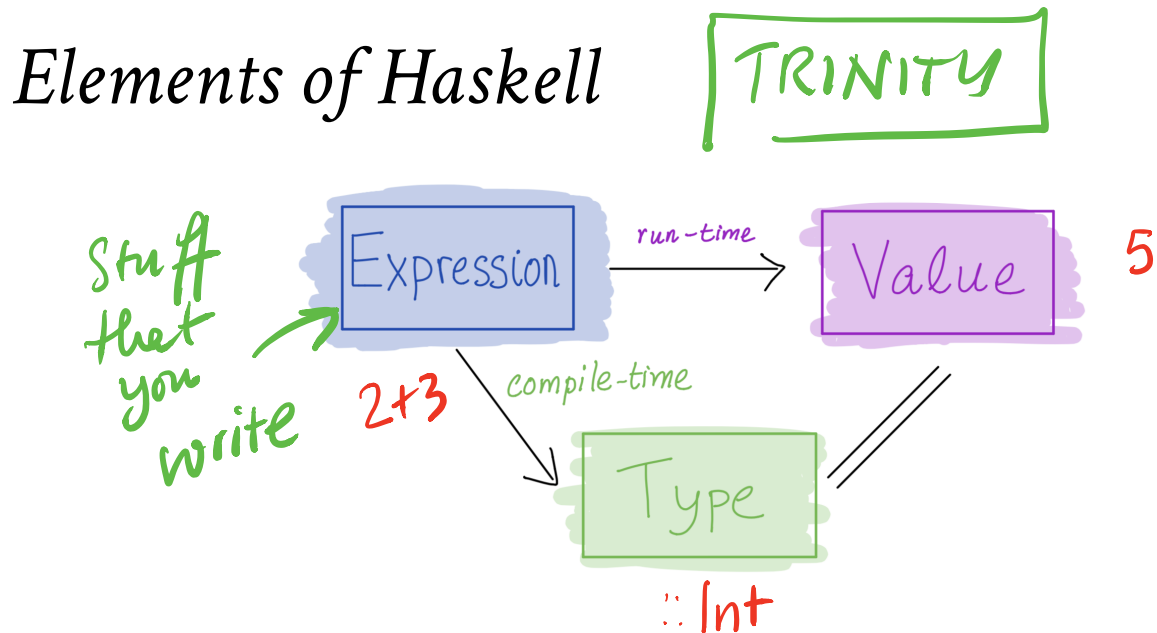 Elements of Haskell
TRINITY
Stuff
that
you
write
Expression
run-time
Value
5
2+3
compile-time
Type
:: Int